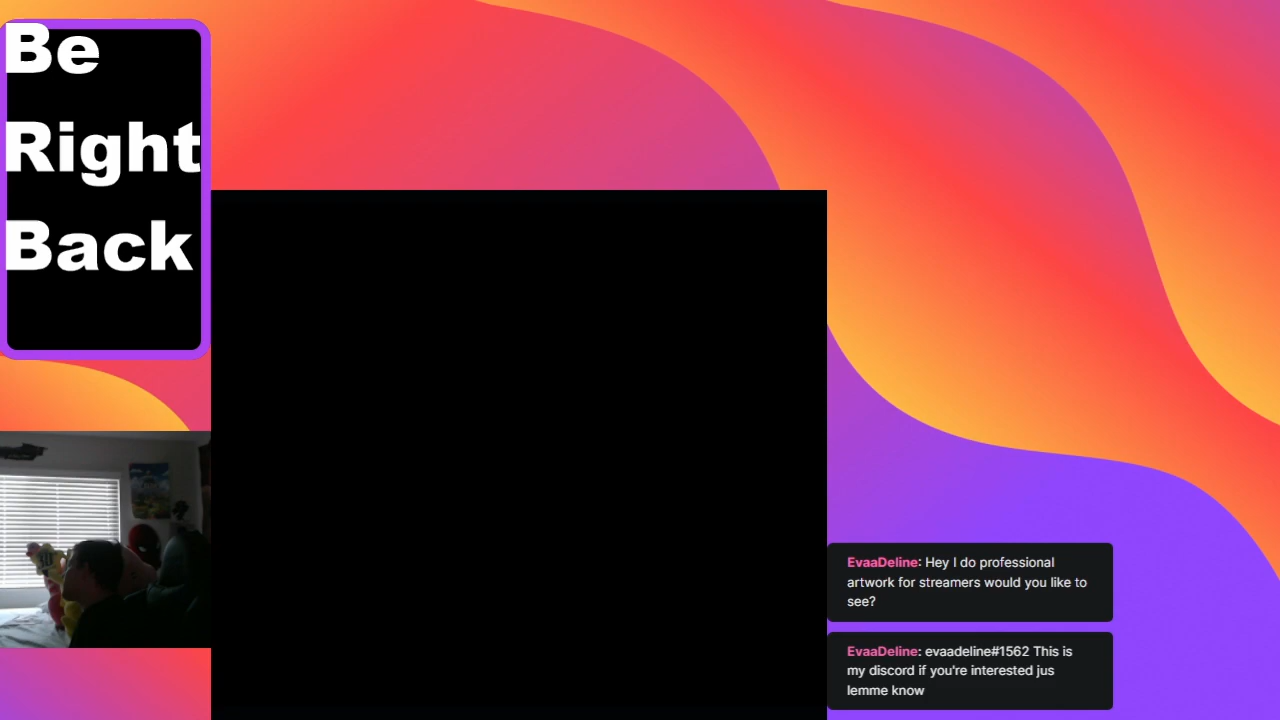 Be
Right
Back
EvaaDeline: Hey I do professional
artwork for streamers would you like to
see?
EvaaDeline: evaadeline#1562 This is
my discord if you're interested jus
lemme know